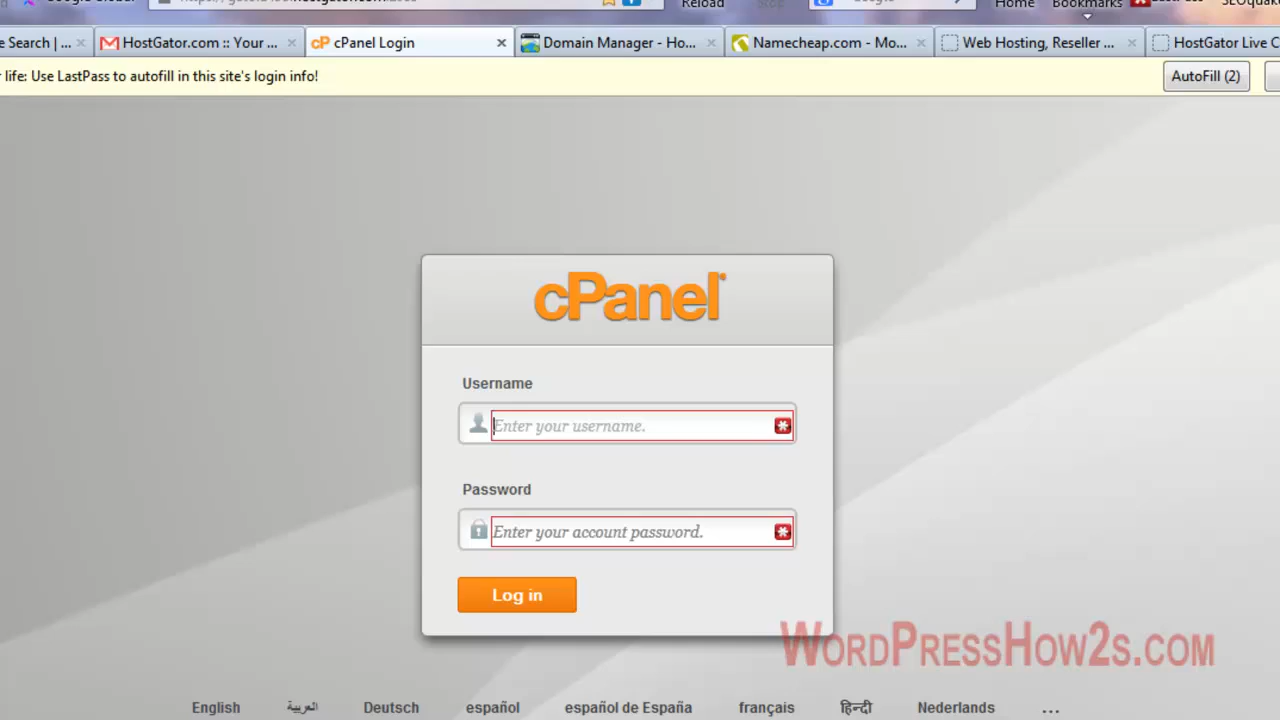 Reload
Google
Home
Bookmarks
e Search | ...
HostGator.com :: Your ...
cPanel Login
Domain Manager - Ho...
Namecheap.com - Mo...
Web Hosting, Reseller ...
HostGator Live C
life: Use LastPass to autofill in this site's login info!
AutoFill (2)
cPanel
Username
Enter your username.
Password
Enter your account password.
Log in
WordPressHow2s.com
English العربية Deutsch español español de España français हिन्दी Nederlands ...